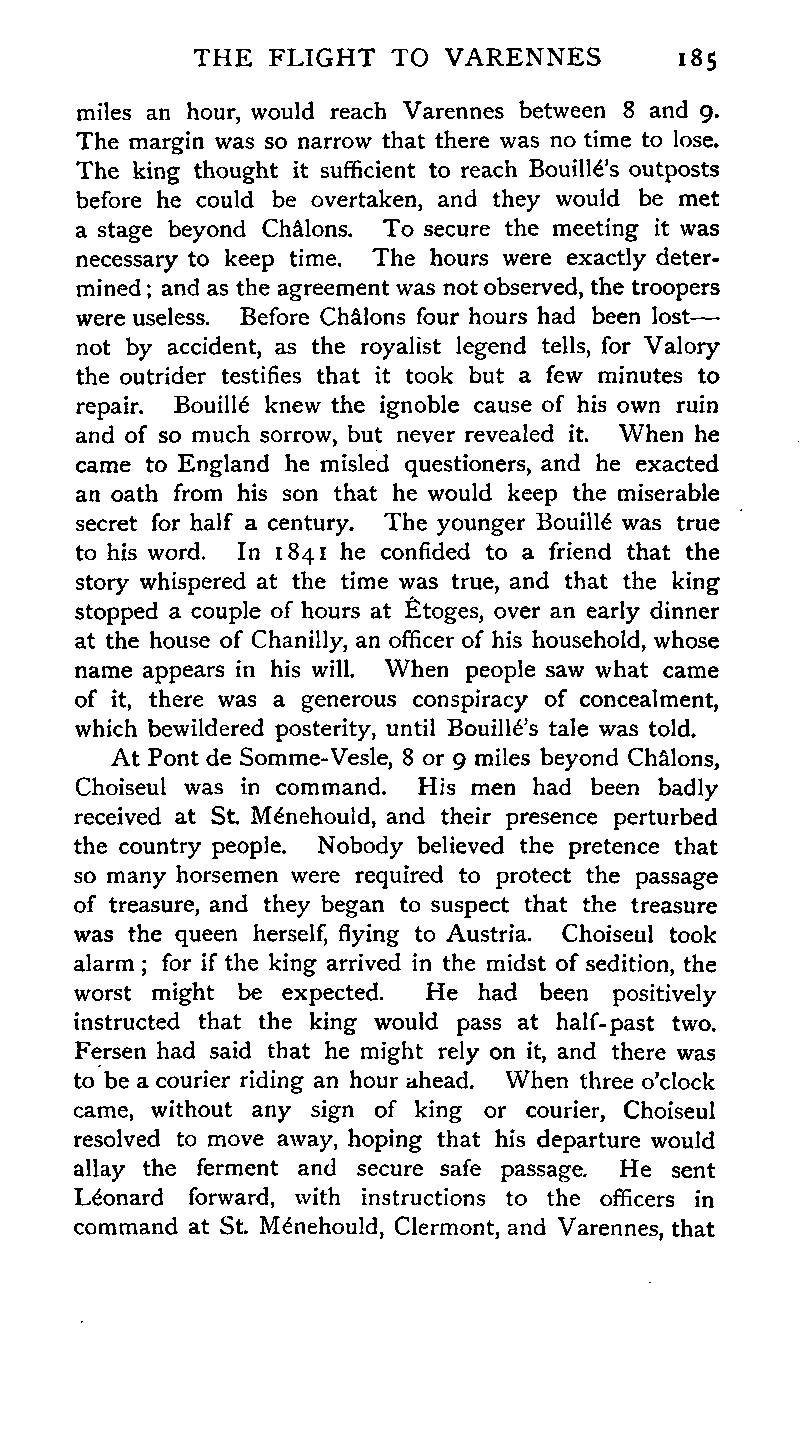 THE FLIGHT TO VARENNES 185
miles an hour, would reach Varennes between 8 and 9.
The margin was so narrow that there was no time to lose.
The king thought it sufficient to reach Bouillé's outposts
before he could be overtaken, and they would be met
a stage beyond Châlons. To secure the meeting it was
necessary to keep time. The hours were exactly deter-
mined; and as the agreement was not observed, the troopers
were useless. Before Châlons four hours had been lost—
not by accident, as the royalist legend tells, for Valory
the outrider testifies that it took but a few minutes to
repair. Bouillé knew the ignoble cause of his own ruin
and of so much sorrow, but never revealed it. When he
came to England he misled questioners, and he exacted
an oath from his son that he would keep the miserable
secret for half a century. The younger Bouillé was true
to his word. In 1841 he confided to a friend that the
story whispered at the time was true, and that the king
stopped a couple of hours at Étoges, over an early dinner
at the house of Chanilly, an officer of his household, whose
name appears in his will. When people saw what came
of it, there was a generous conspiracy of concealment,
which bewildered posterity, until Bouillé's tale was told.
At Pont de Somme-Vesle, 8 or 9 miles beyond Châlons,
Choiseul was in command. His men had been badly
received at St. Ménehould, and their presence perturbed
the country people. Nobody believed the pretence that
so many horsemen were required to protect the passage
of treasure, and they began to suspect that the treasure
was the queen herself, flying to Austria. Choiseul took
alarm; for if the king arrived in the midst of sedition, the
worst might be expected. He had been positively
instructed that the king would pass at half-past two.
Fersen had said that he might rely on it, and there was
to be a courier riding an hour ahead. When three o'clock
came, without any sign of king or courier, Choiseul
resolved to move away, hoping that his departure would
allay the ferment and secure safe passage. He sent
Léonard forward, with instructions to the officers in
command at St. Ménehould, Clermont, and Varennes, that